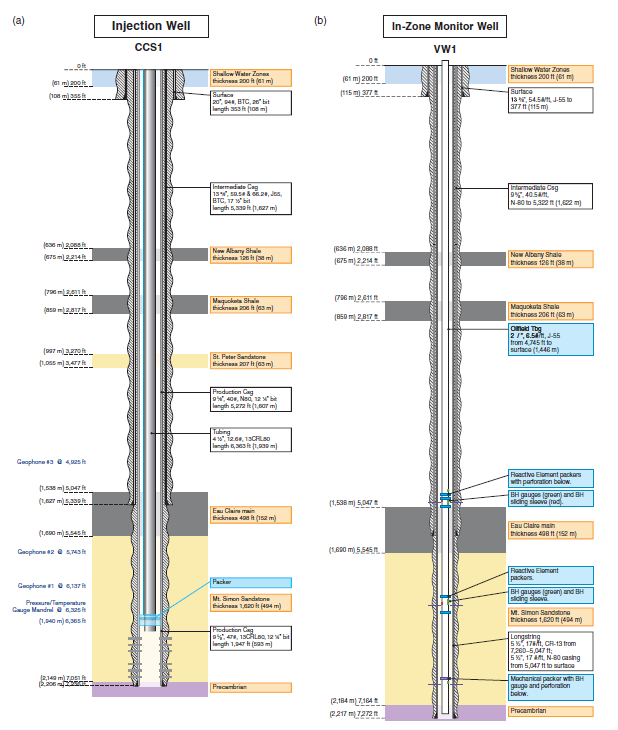 (a)
Injection Well
CCS1
0 ft
(61 m) 200 ft
(108 m) 355 ft
Shallow Water Zones
thickness 200 ft (61 m)
Surface
20", 94#, BTC, 26" bit
length 353 ft (108 m)
Intermediate Csg
13 ⅜", 59.5# & 66.2#, J55,
BTC, 17 ½" bit
length 5,339 ft (1,627 m)
(636 m) 2,088 ft
(675 m) 2,214 ft
New Albany Shale
thickness 126 ft (38 m)
(796 m) 2,611 ft
(859 m) 2,817 ft
Maquoketa Shale
thickness 206 ft (63 m)
(997 m) 3,270 ft
(1,055 m) 3,477 ft
St. Peter Sandstone
thickness 207 ft (63 m)
Production Csg
9 ⅝", 40#, N80, 12 ¼" bit
length 5,272 ft (1,607 m)
Tubing
4 ½", 12.6#, 13CRL80
length 6,363 ft (1,939 m)
Geophone #3 @ 4,925 ft
(1,538 m) 5,047 ft
(1,627 m) 5,339 ft
Eau Claire main
thickness 498 ft (152 m)
(1,690 m) 5,545 ft
Geophone #2 @ 5,743 ft
Geophone #1 @ 6,137 ft
Packer
Pressure/Temperature
Gauge Mandrel @ 6,325 ft
(1,940 m) 6,365 ft
Mt. Simon Sandstone
thickness 1,620 ft (494 m)
Production Csg
9 ⅝", 47#, 13CRL80, 12 ¼" bit
length 1,947 ft (593 m)
(2,149 m) 7,051 ft
(2,206 m)
Precambrian
(b)
In-Zone Monitor Well
VW1
0 ft
(61 m) 200 ft
(115 m) 377 ft
Shallow Water Zones
thickness 200 ft (61 m)
Surface
13 ⅜", 54.5#/ft, J-55 to
377 ft (115 m)
Intermediate Csg
9 ⅝", 40.5#/ft,
N-80 to 5,322 ft (1,622 m)
(636 m) 2,088 ft
(675 m) 2,214 ft
New Albany Shale
thickness 126 ft (38 m)
(796 m) 2,611 ft
(859 m) 2,817 ft
Maquoketa Shale
thickness 206 ft (63 m)
Oilfield Tbg
6.5#/ft, J-55
from 4,745 ft to
surface (1,446 m)
Reactive Element packers
with perforation below.
BH gauges (green) and BH
sliding sleeve (red).
(1,538 m) 5,047 ft
Eau Claire main
thickness 498 ft (152 m)
(1,690 m) 5,545 ft
Reactive Element
packers.
BH gauges (green) and BH
sliding sleeve.
Mt. Simon Sandstone
thickness 1,620 ft (494 m)
Longstring
5 ½", 17#/ft, CR-13 from
7,260–5,047 ft;
5 ½", 17 #/ft, N-80 casing
from 5,047 ft to surface
Mechanical packer with BH
gauge and perforation
below.
(2,184 m) 7,164 ft
(2,217 m) 7,272 ft
Precambrian